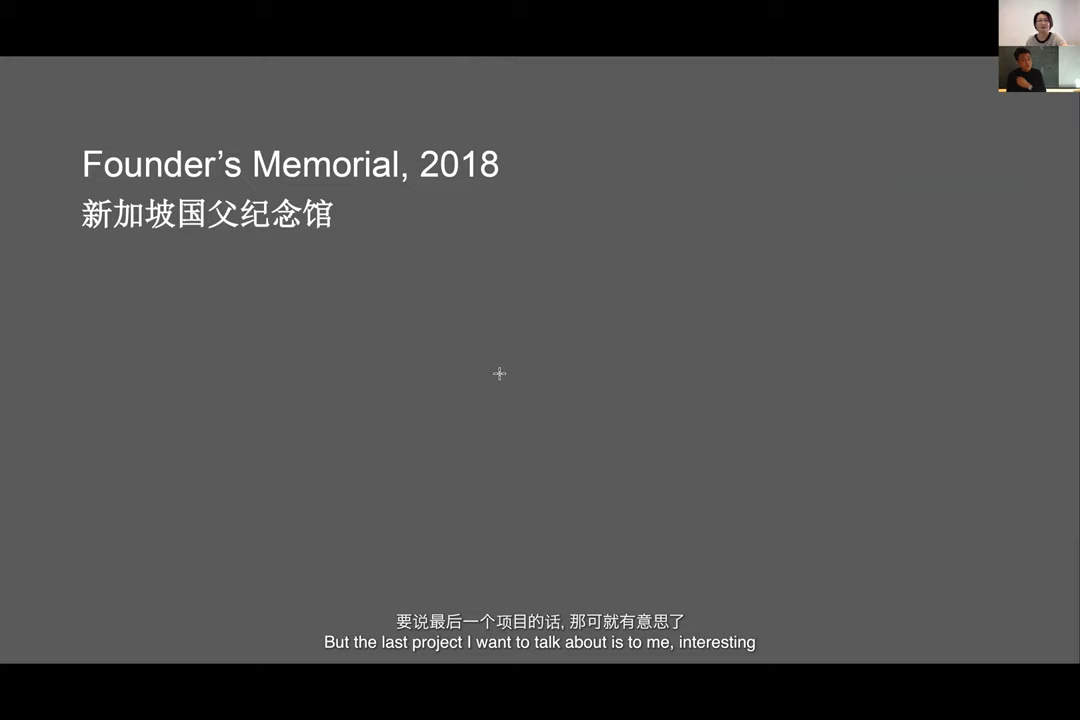 Founder’s Memorial, 2018
新加坡国父纪念馆
要说最后一个项目的话, 那可就有意思了
But the last project I want to talk about is to me, interesting